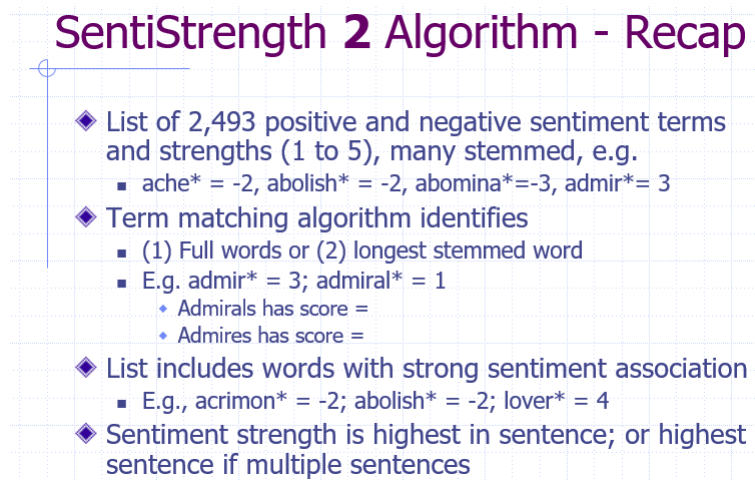 SentiStrength 2 Algorithm - Recap
List of 2,493 positive and negative sentiment terms
and strengths (1 to 5), many stemmed, e.g.
ache* = -2, abolish* = -2, abomina*=-3, admir*= 3
Term matching algorithm identifies
(1) Full words or (2) longest stemmed word
E.g. admir* = 3; admiral* = 1
Admirals has score =
Admires has score =
List includes words with strong sentiment association
E.g., acrimon* = -2; abolish* = -2; lover* = 4
Sentiment strength is highest in sentence; or highest
sentence if multiple sentences